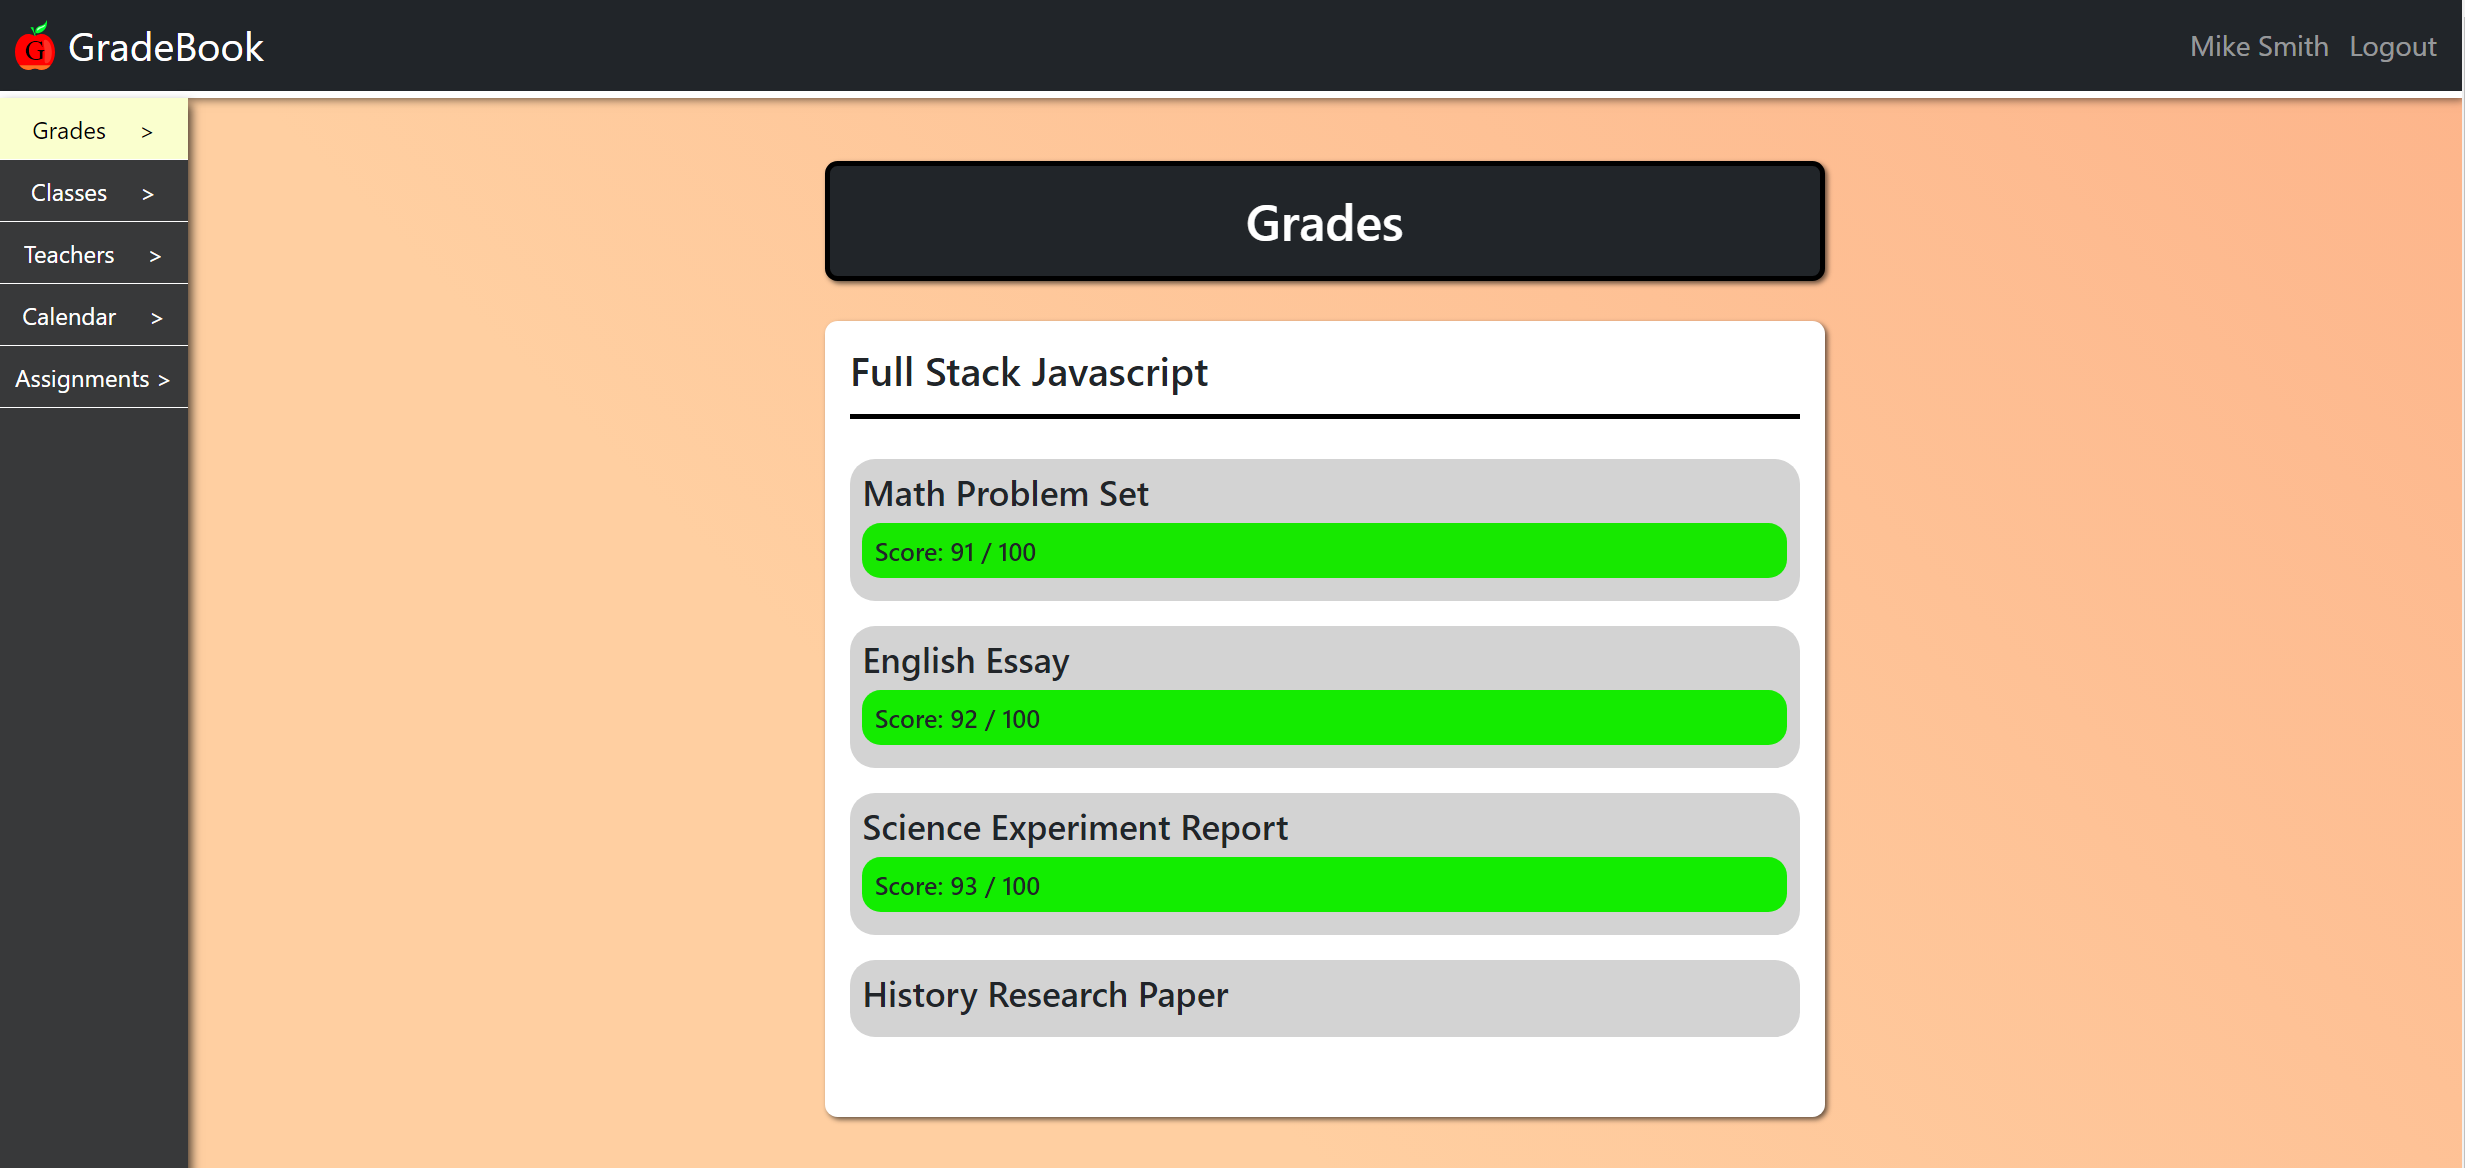 G GradeBook
Mike Smith Logout
Grades >
Classes >
Teachers >
Calendar >
Assignments >
Grades
Full Stack Javascript
Math Problem Set
Score: 91 / 100
English Essay
Score: 92 / 100
Science Experiment Report
Score: 93 / 100
History Research Paper